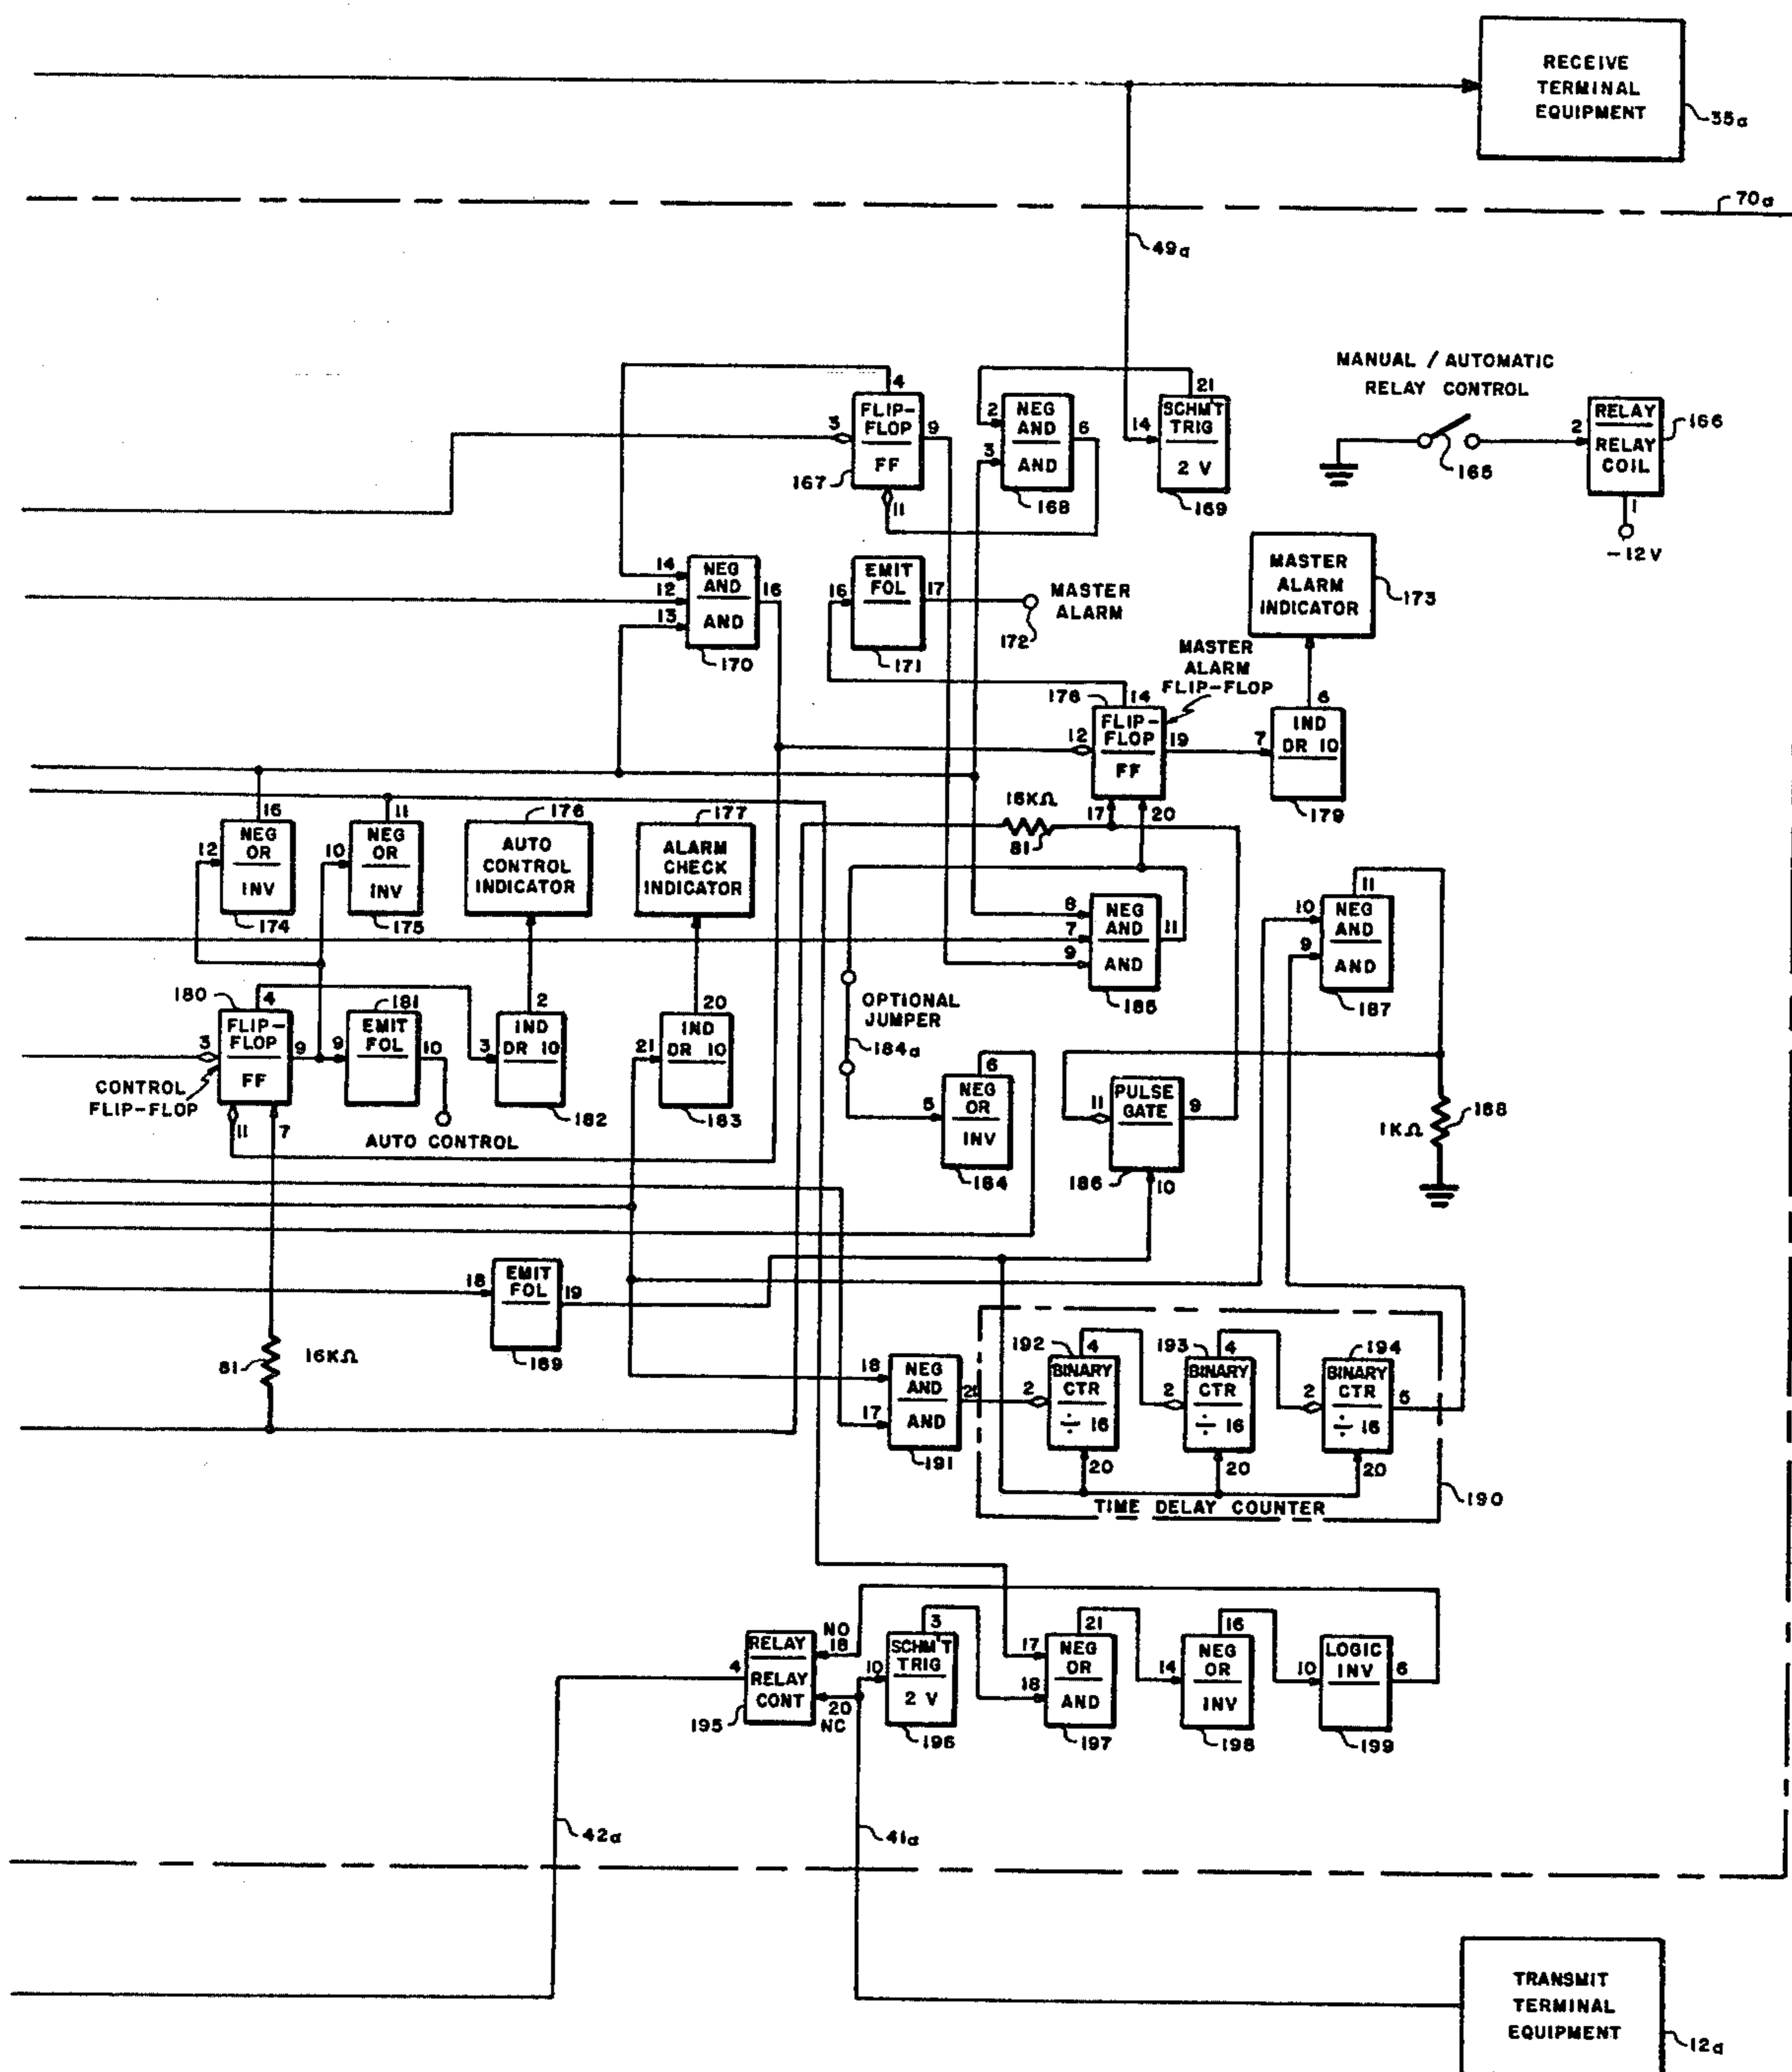 RECEIVE
TERMINAL
EQUIPMENT
35a
70a
49a
MANUAL / AUTOMATIC
RELAY CONTROL
4
3
FLIP-
FLOP
FF
9
167
11
2
NEG
AND
AND
6
3
168
21
14
SCHM'T
TRIG
2 V
169
165
2
RELAY
RELAY
COIL
166
1
-12V
14
12
13
NEG
AND
AND
16
170
16
EMIT
FOL
17
171
MASTER
ALARM
172
MASTER
ALARM
INDICATOR
173
MASTER
ALARM
FLIP-FLOP
178
14
12
FLIP-
FLOP
FF
19
17
20
7
6
IND
DR 10
179
16KΩ
81
16
12
NEG
OR
INV
174
11
10
NEG
OR
INV
175
176
AUTO
CONTROL
INDICATOR
177
ALARM
CHECK
INDICATOR
8
7
9
NEG
AND
AND
11
185
11
10
9
NEG
AND
AND
187
180
4
3
FLIP-
FLOP
FF
9
11
7
CONTROL
FLIP-FLOP
181
9
EMIT
FOL
10
AUTO CONTROL
2
3
IND
DR 10
182
20
21
IND
DR 10
183
OPTIONAL
JUMPER
184a
6
5
NEG
OR
INV
184
11
PULSE
GATE
9
186
10
1KΩ
188
18
EMIT
FOL
19
189
81
16KΩ
18
17
NEG
AND
AND
21
191
192
4
2
BINARY
CTR
÷ 16
20
193
4
2
BINARY
CTR
÷ 16
20
194
2
BINARY
CTR
÷ 16
5
20
TIME DELAY COUNTER
190
RELAY
RELAY
CONT
4
NO
18
20
NC
195
3
10
SCHM'T
TRIG
2 V
196
21
17
18
NEG
OR
AND
197
16
14
NEG
OR
INV
198
10
LOGIC
INV
6
199
42a
41a
TRANSMIT
TERMINAL
EQUIPMENT
12a